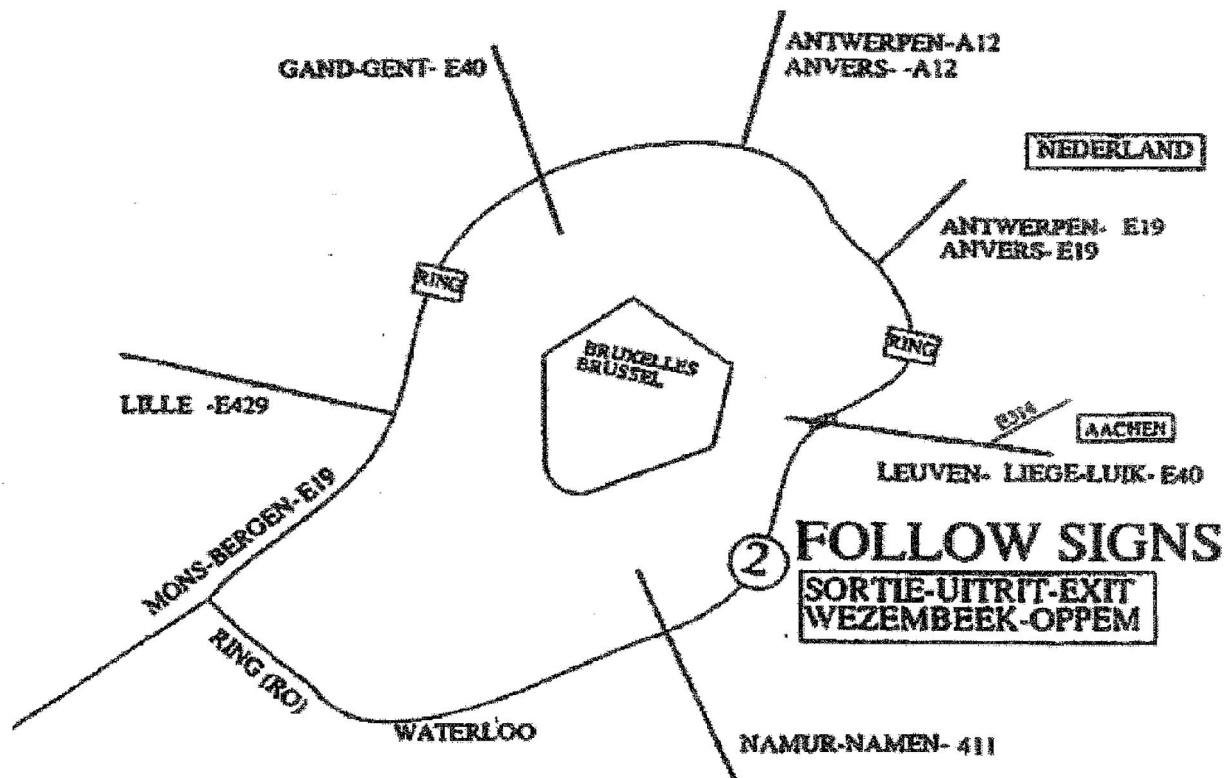 ANTWERPEN-A12
ANVERS- -A12
GAND-GENT- E40
NEDERLAND
ANTWERPEN- E19
ANVERS-E19
RING
RING
BRUXELLES
BRUSSEL
LILLE -E429
E314
AACHEN
LEUVEN- LIEGE-LUIK- E40
MONS-BERGEN-E19
2
FOLLOW SIGNS
SORTIE-UITRIT-EXIT
WEZEMBEEK-OPPEM
RING (RO)
WATERLOO
NAMUR-NAMEN- 411